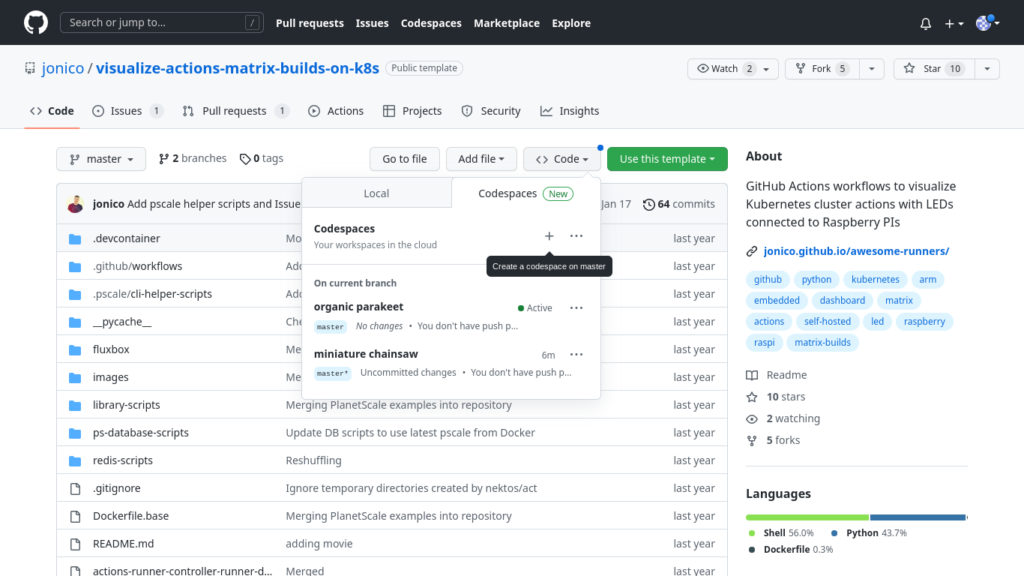 Search or jump to... /
Pull requests Issues Codespaces Marketplace Explore
jonico / visualize-actions-matrix-builds-on-k8s Public template
Watch 2 Fork 5 Star 10
Code Issues 1 Pull requests 1 Actions Projects Security Insights
master 2 branches 0 tags Go to file Add file Code Use this template
jonico Add pscale helper scripts and Issue Jan 17 64 commits
Local Codespaces New
Codespaces
Your workspaces in the cloud
Create a codespace on master
On current branch
organic parakeet Active
master No changes • You don't have push p...
miniature chainsaw 6m
master* Uncommitted changes • You don't have push p...
.devcontainer last year
.github/workflows last year
.pscale/cli-helper-scripts last year
__pycache__ last year
fluxbox last year
images last year
library-scripts Merging PlanetScale examples into repository last year
ps-database-scripts Update DB scripts to use latest pscale from Docker last year
redis-scripts Reshuffling last year
.gitignore Ignore temporary directories created by nektos/act last year
Dockerfile.base Merging PlanetScale examples into repository last year
README.md adding movie last year
actions-runner-controller-runner-d... Merged last year
About
GitHub Actions workflows to visualize
Kubernetes cluster actions with LEDs
connected to Raspberry PIs
jonico.github.io/awesome-runners/
github python kubernetes arm
embedded dashboard matrix
actions self-hosted led raspberry
raspi matrix-builds
Readme
10 stars
2 watching
5 forks
Languages
Shell 56.0% Python 43.7%
Dockerfile 0.3%